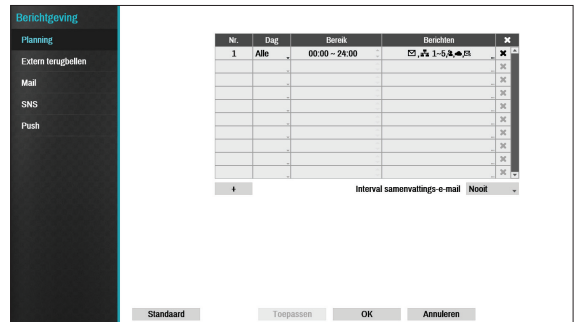 Berichtgeving
Planning
Extern terugbellen
Mail
SNS
Push
Nr. Dag Bereik Berichten ✖
1 Alle 00:00 ~ 24:00 , 1~5, , ,
+ Interval samenvattings-e-mail Nooit
Standaard Toepassen OK Annuleren